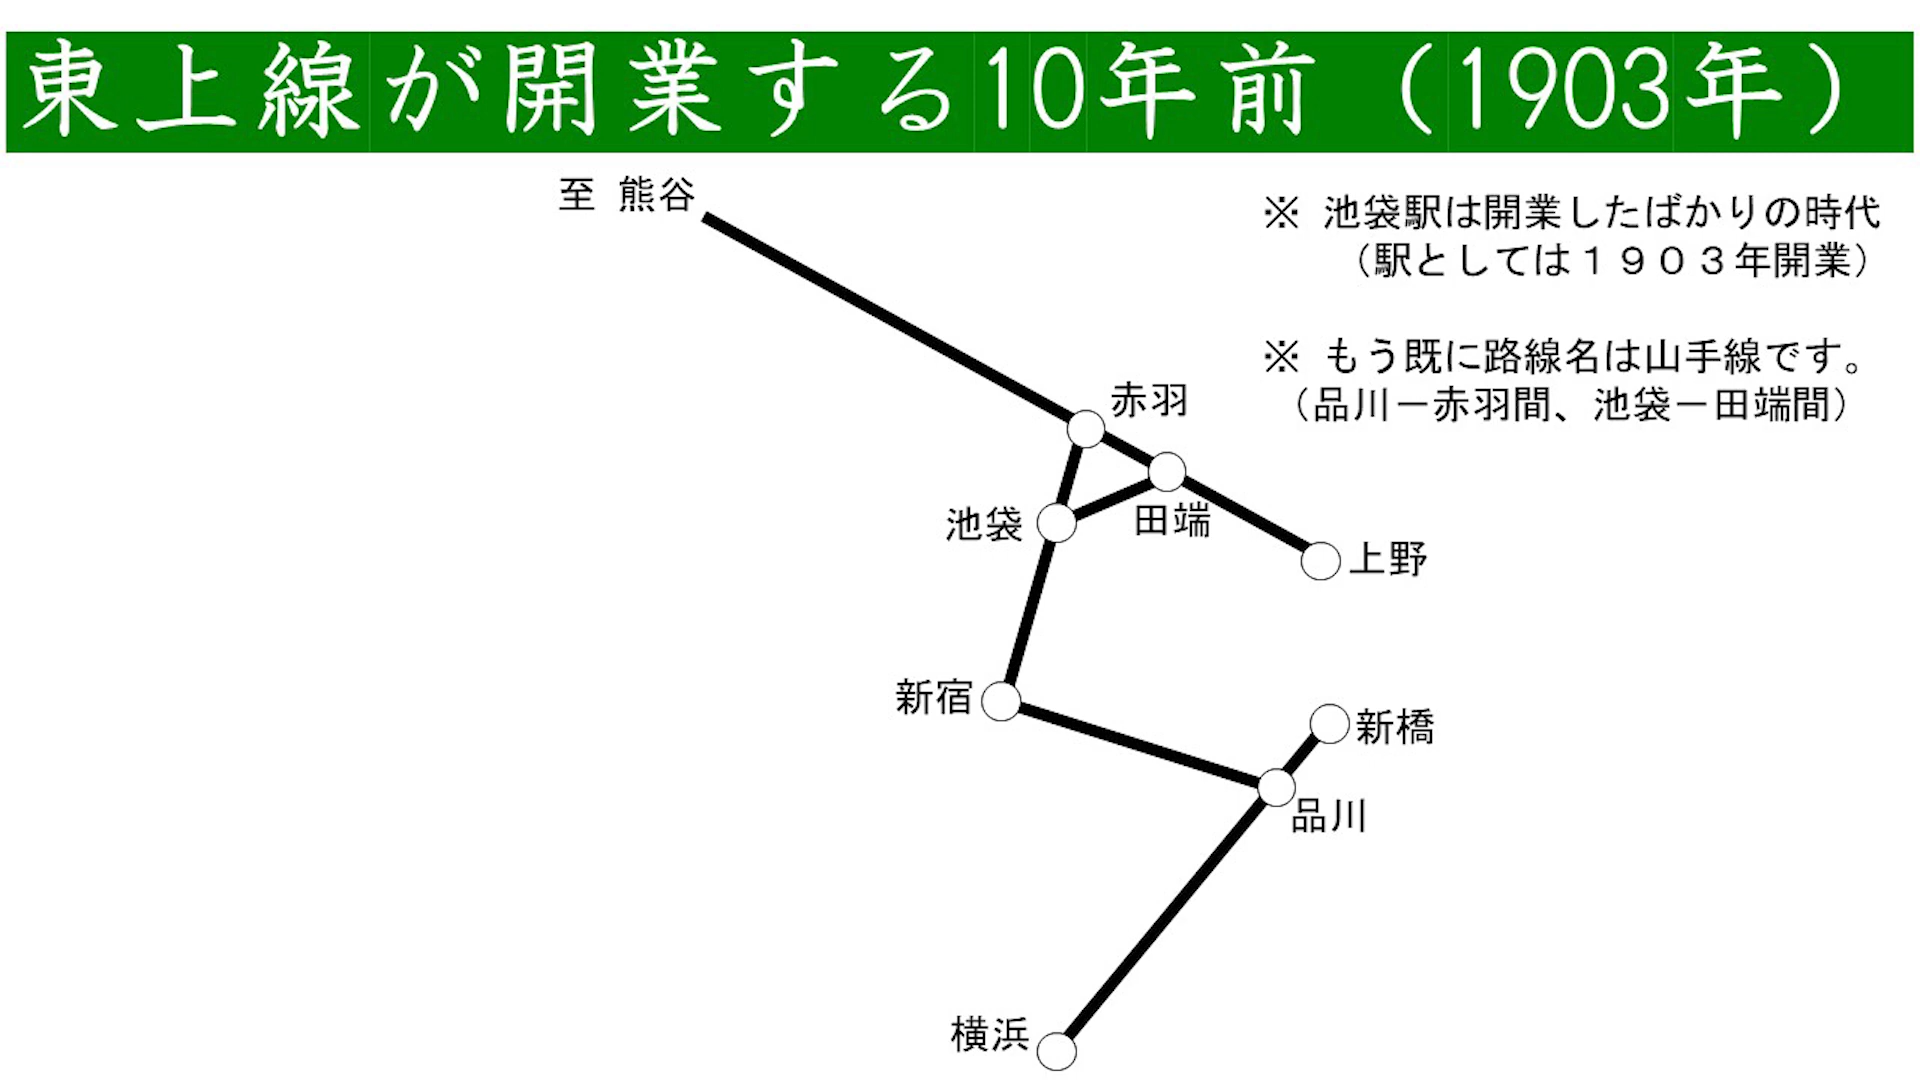 東上線が開業する10年前（1903年）
至 熊谷
※ 池袋駅は開業したばかりの時代
（駅としては１９０３年開業）
※ もう既に路線名は山手線です。
（品川－赤羽間、池袋－田端間）
赤羽
池袋
田端
上野
新宿
新橋
品川
横浜